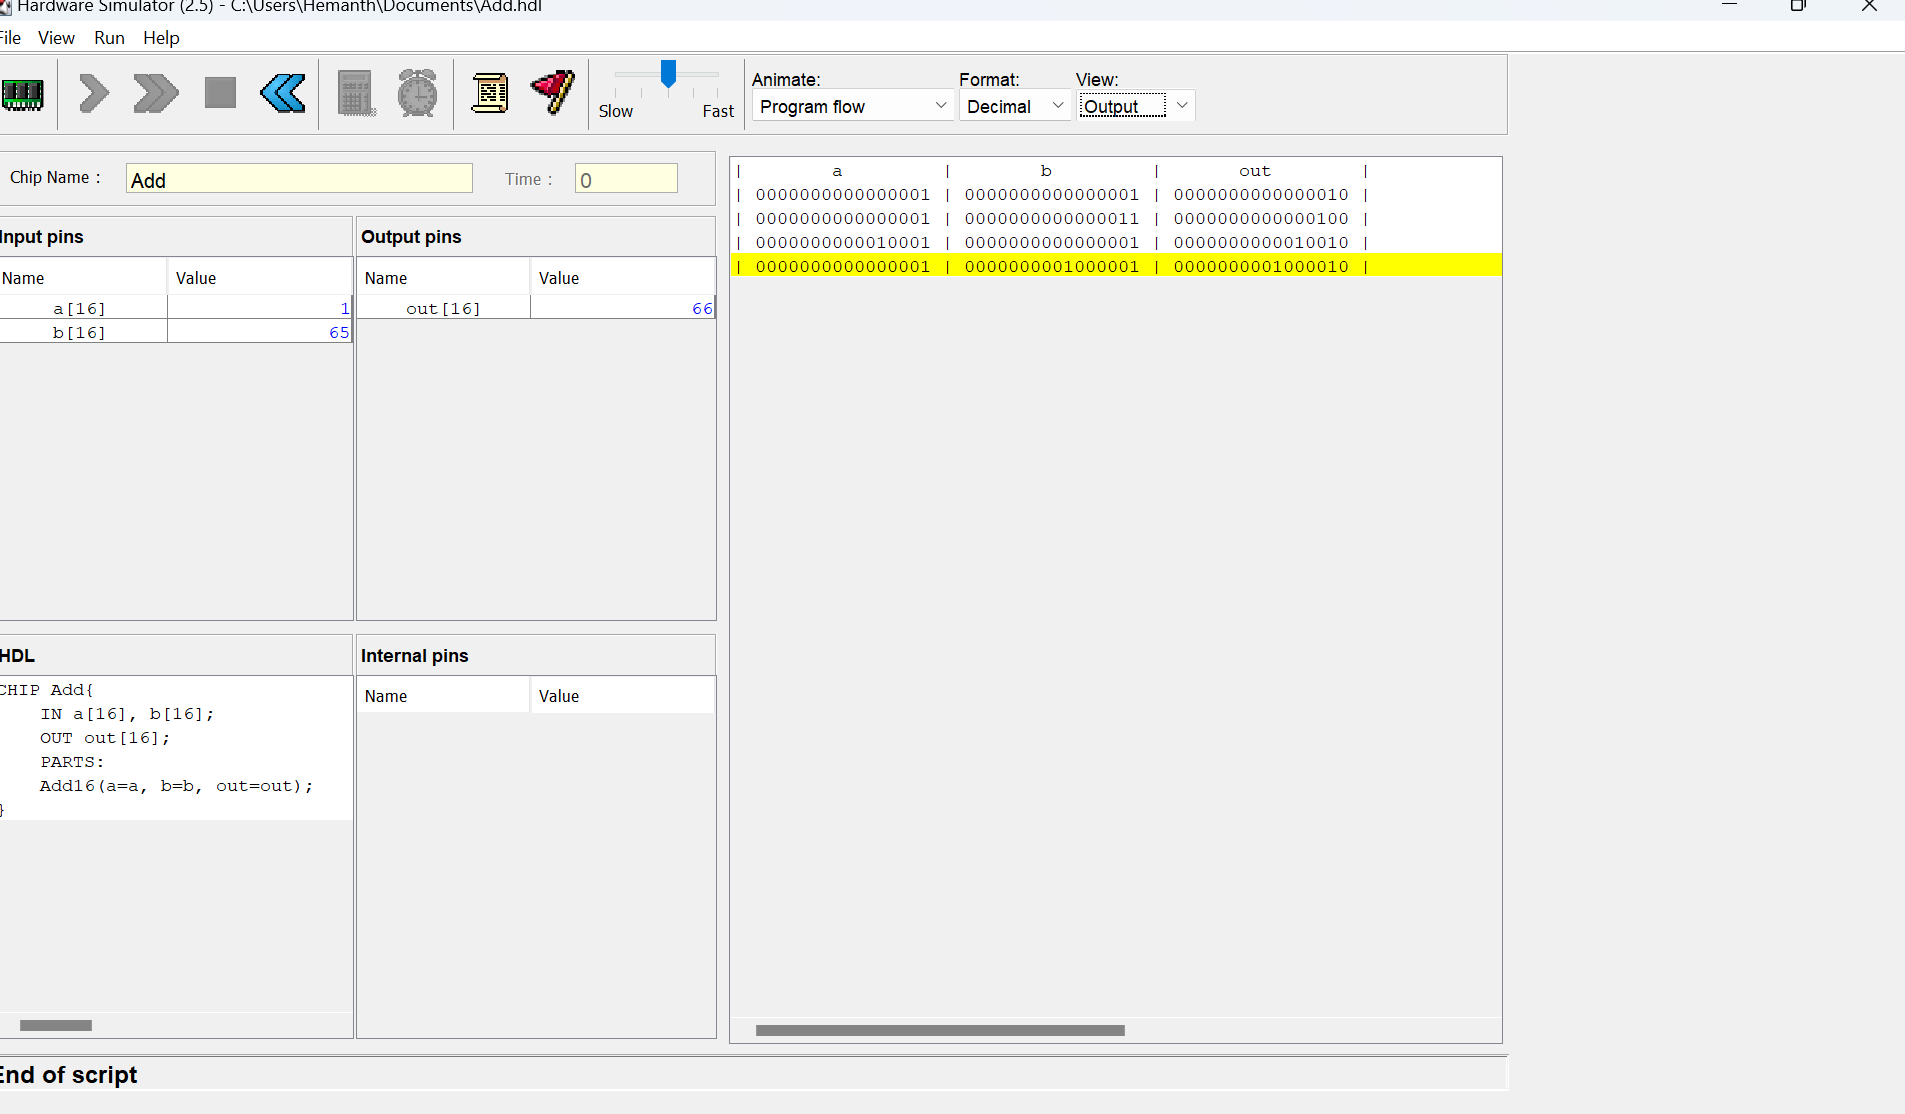 Hardware Simulator (2.5) - C:\Users\Hemanth\Documents\Add.hdl
File View Run Help
Slow Fast
Animate: Format: View:
Program flow Decimal Output
Chip Name : Add Time : 0
Input pins
Name Value
a[16] 1
b[16] 65
Output pins
Name Value
out[16] 66
| a | b | out |
| 0000000000000001 | 0000000000000001 | 0000000000000010 |
| 0000000000000001 | 0000000000000011 | 0000000000000100 |
| 0000000000010001 | 0000000000000001 | 0000000000010010 |
| 0000000000000001 | 0000000001000001 | 0000000001000010 |
HDL
CHIP Add{
IN a[16], b[16];
OUT out[16];
PARTS:
Add16(a=a, b=b, out=out);
}
Internal pins
Name Value
End of script